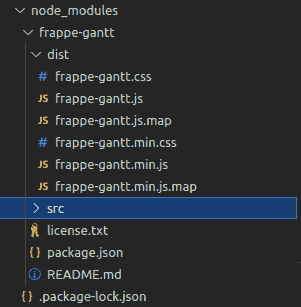 node_modules
frappe-gantt
dist
frappe-gantt.css
JS frappe-gantt.js
JS frappe-gantt.js.map
frappe-gantt.min.css
JS frappe-gantt.min.js
JS frappe-gantt.min.js.map
src
license.txt
package.json
README.md
.package-lock.json